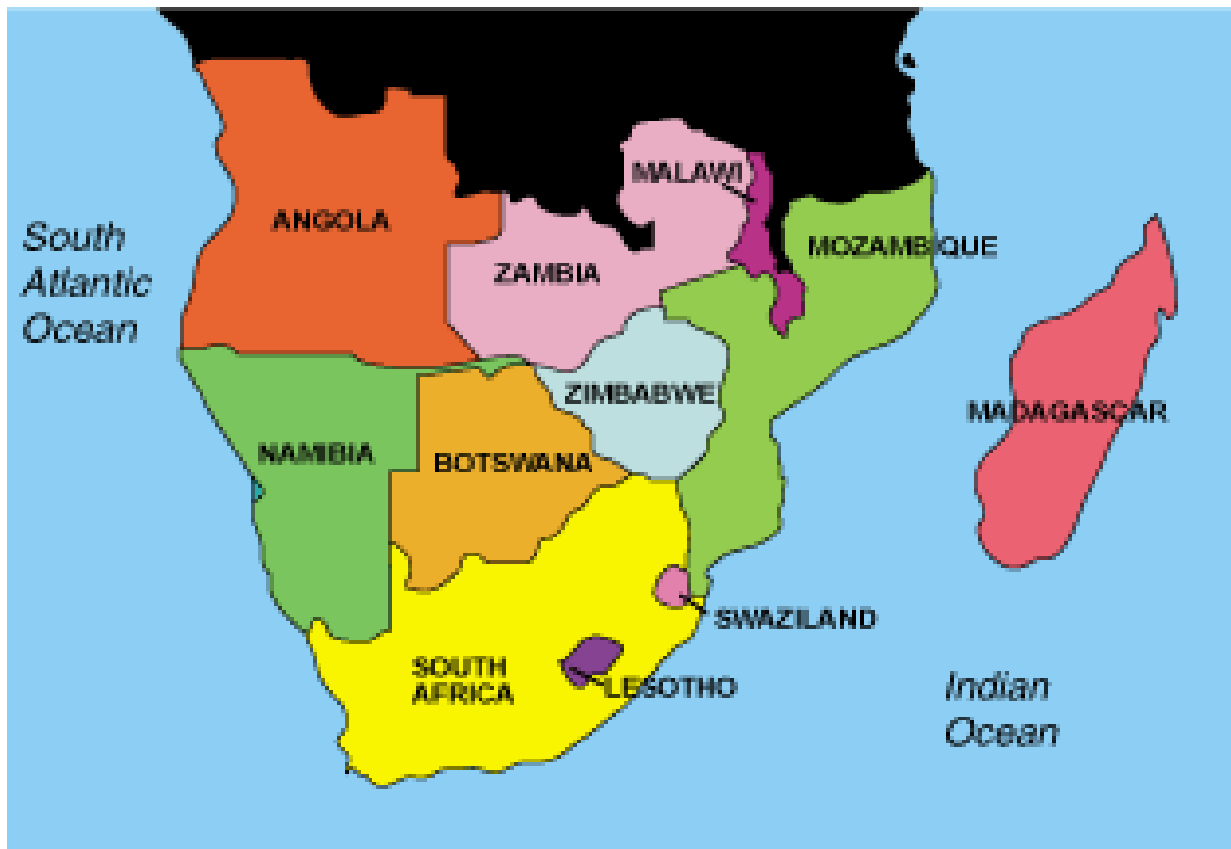 MALAWI
ANGOLA
South
Atlantic
Ocean
ZAMBIA
MOZAMBIQUE
ZIMBABWE
MADAGASCAR
NAMIBIA
BOTSWANA
SWAZILAND
SOUTH
AFRICA
LESOTHO
Indian
Ocean